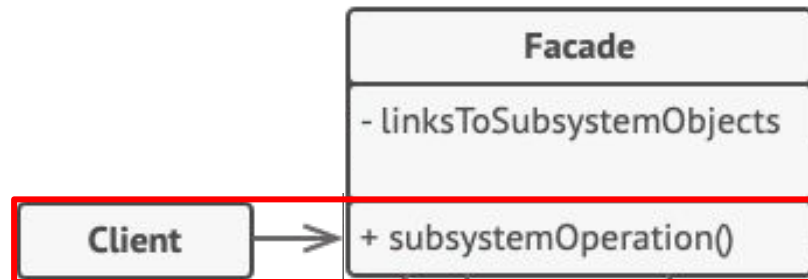 Facade
- linksToSubsystemObjects
Client
+ subsystemOperation()